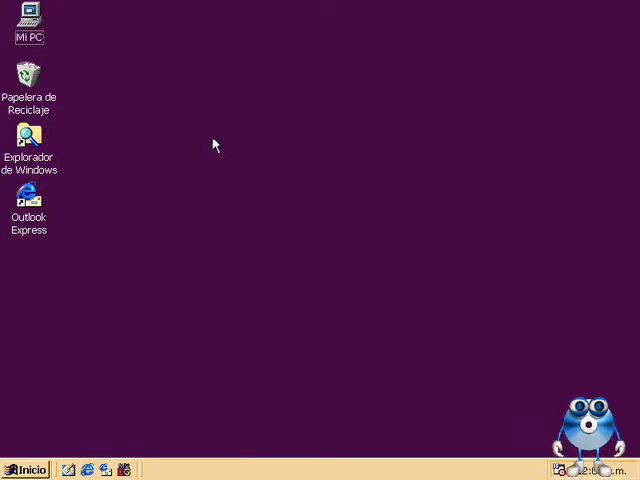 Mi PC
Papelera de
Reciclaje
Explorador
de Windows
Outlook
Express
Inicio